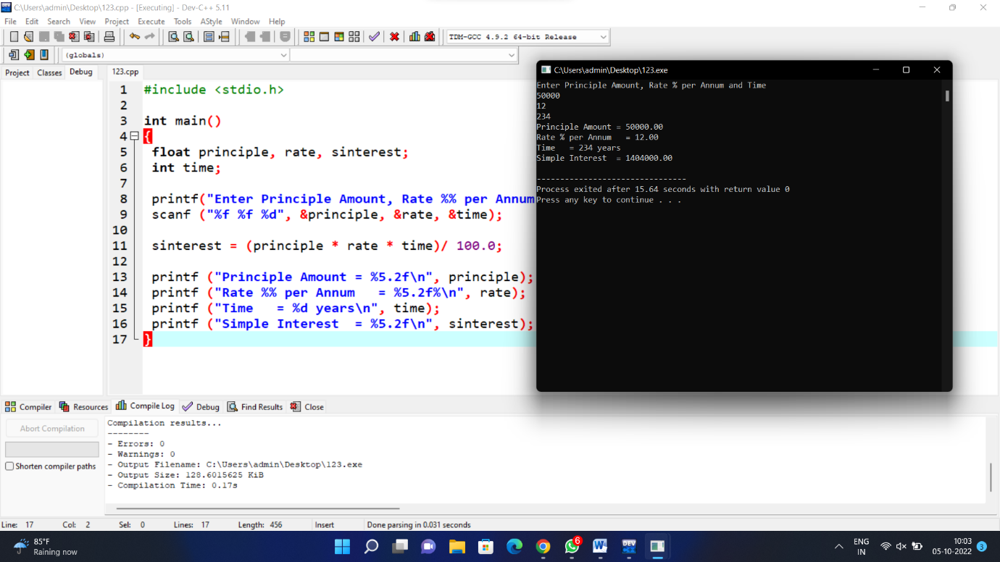 C:\Users\admin\Desktop\123.cpp - [Executing] - Dev-C++ 5.11
File Edit Search View Project Execute Tools AStyle Window Help
TDM-GCC 4.9.2 64-bit Release
(globals)
Project Classes Debug
123.cpp
1 #include <stdio.h>
2
3 int main()
4 {
5 float principle, rate, sinterest;
6 int time;
7
8 printf("Enter Principle Amount, Rate %% per Annum
9 scanf ("%f %f %d", &principle, &rate, &time);
10
11 sinterest = (principle * rate * time)/ 100.0;
12
13 printf ("Principle Amount = %5.2f\n", principle);
14 printf ("Rate %% per Annum   = %5.2f%\n", rate);
15 printf ("Time   = %d years\n", time);
16 printf ("Simple Interest  = %5.2f\n", sinterest);
17 }
C:\Users\admin\Desktop\123.exe
Enter Principle Amount, Rate % per Annum and Time
50000
12
234
Principle Amount = 50000.00
Rate % per Annum   = 12.00
Time   = 234 years
Simple Interest  = 1404000.00
--------------------------------
Process exited after 15.64 seconds with return value 0
Press any key to continue . . .
Compiler Resources Compile Log Debug Find Results Close
Abort Compilation
Shorten compiler paths
Compilation results...
--------
- Errors: 0
- Warnings: 0
- Output Filename: C:\Users\admin\Desktop\123.exe
- Output Size: 128.6015625 KiB
- Compilation Time: 0.17s
Line: 17 Col: 2 Sel: 0 Lines: 17 Length: 456 Insert Done parsing in 0.031 seconds
85°F
Raining now
6
W
DEV
C++
ENG
IN
10:03
05-10-2022
3